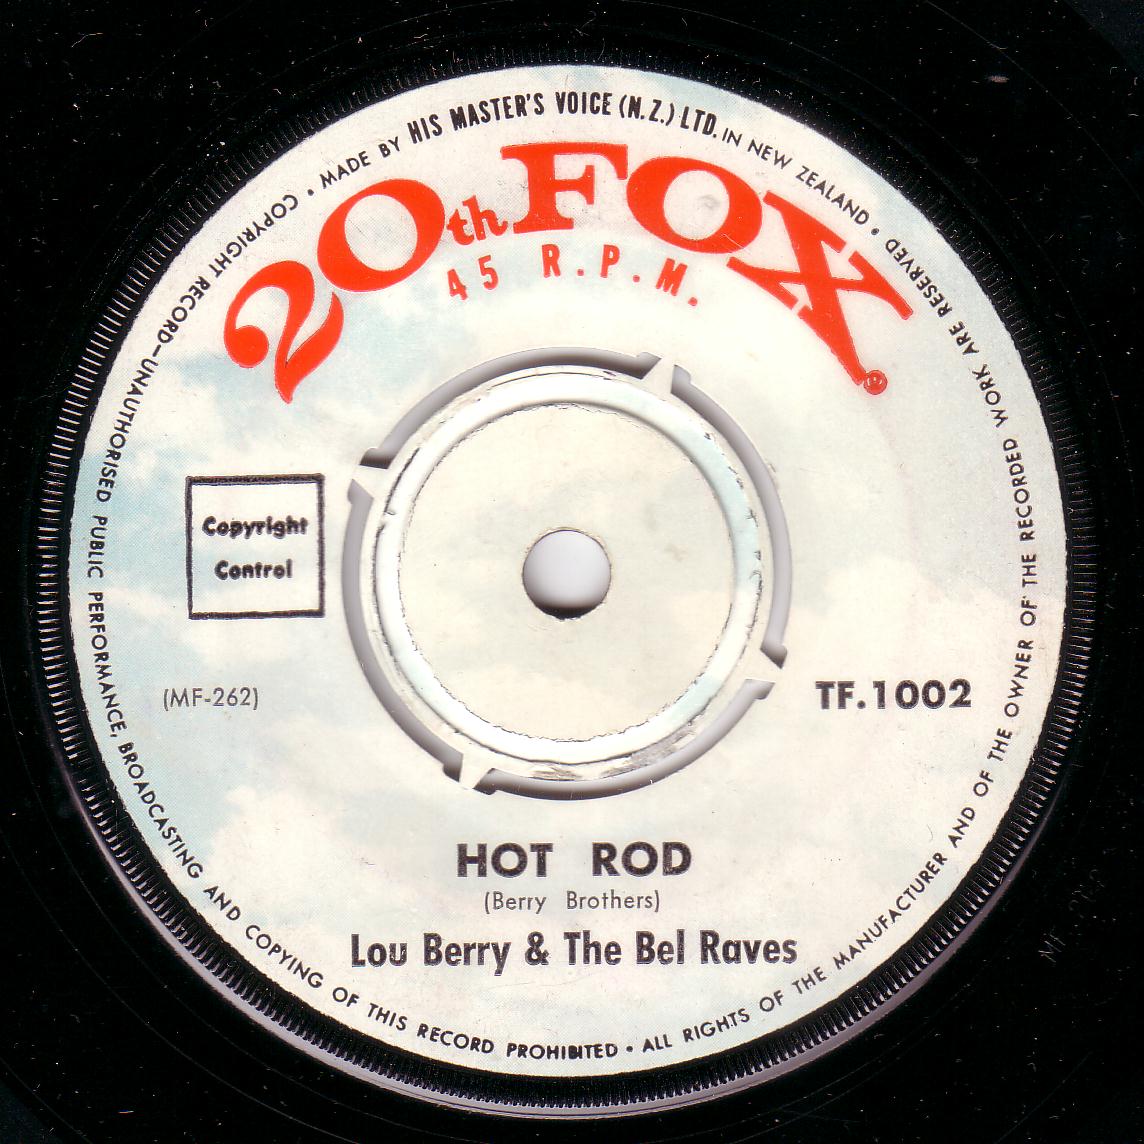 COPYRIGHT RECORD–UNAUTHORISED PUBLIC PERFORMANCE, BROADCASTING AND COPYING OF THIS RECORD PROHIBITED • ALL RIGHTS OF THE MANUFACTURER AND OF THE OWNER OF THE RECORDED WORK ARE RESERVED • MADE BY HIS MASTER'S VOICE (N.Z.) LTD. IN NEW ZEALAND •
20th FOX
45 R.P.M.
Copyright
Control
(MF-262)
TF.1002
HOT ROD
(Berry Brothers)
Lou Berry & The Bel Raves